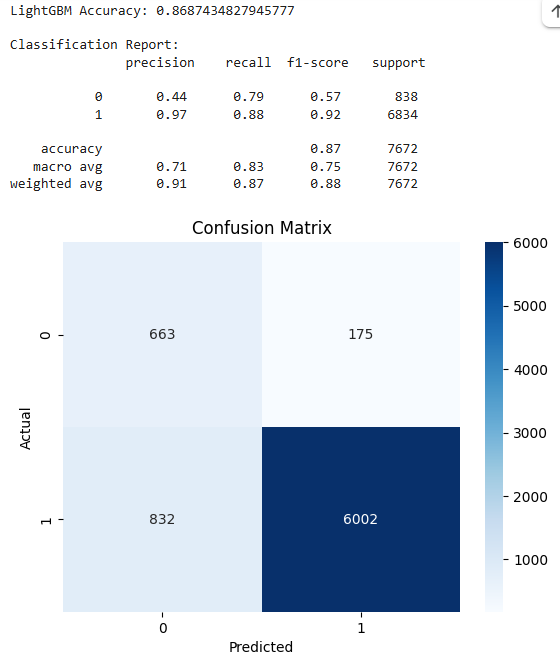 LightGBM Accuracy: 0.8687434827945777
Classification Report:
precision recall f1-score support
0 0.44 0.79 0.57 838
1 0.97 0.88 0.92 6834
accuracy 0.87 7672
macro avg 0.71 0.83 0.75 7672
weighted avg 0.91 0.87 0.88 7672
Confusion Matrix
6000
5000
4000
3000
2000
1000
Actual
0
663 175
1
832 6002
0 1
Predicted